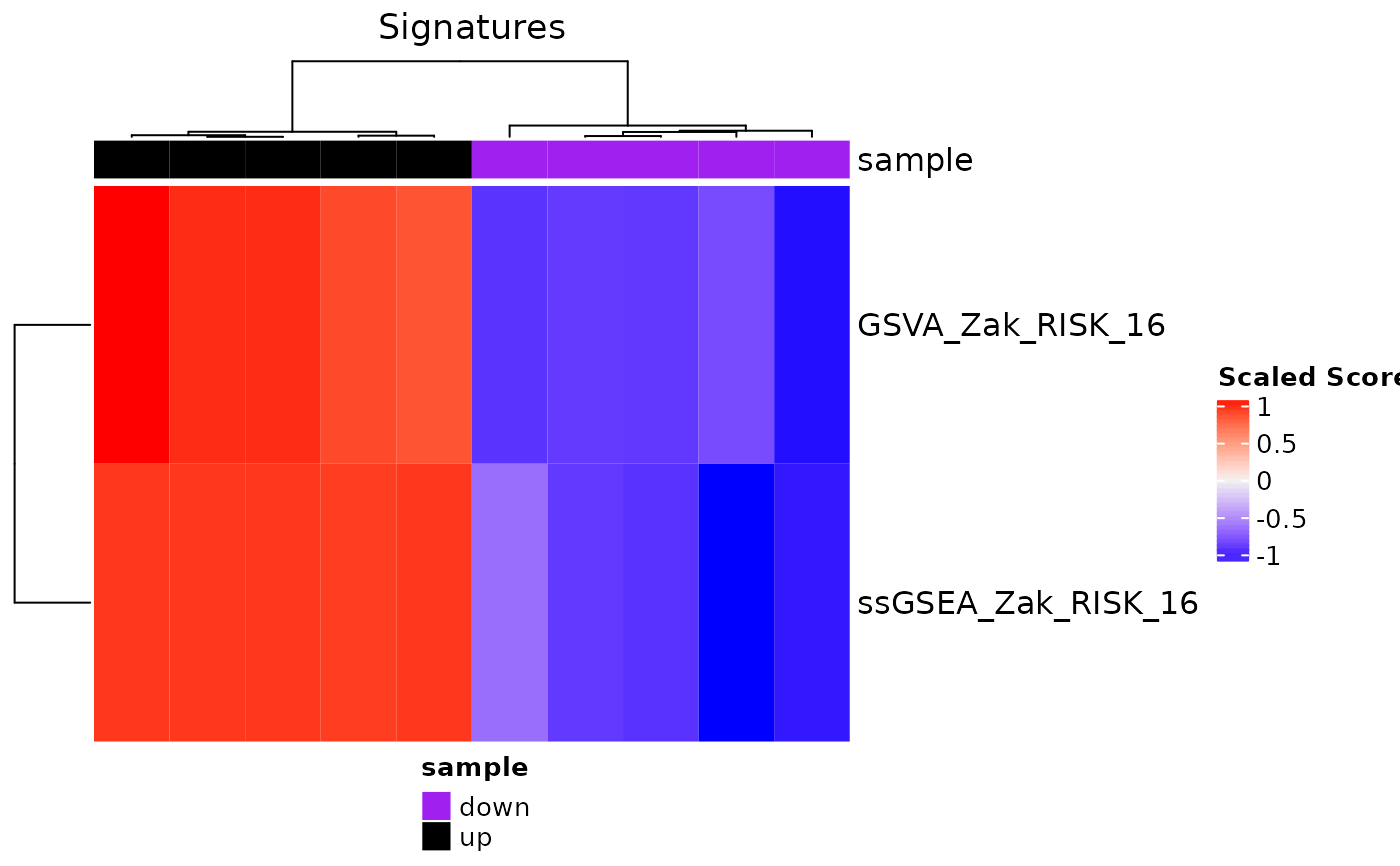 Signatures
sample
GSVA_Zak_RISK_16
ssGSEA_Zak_RISK_16
Scaled Score
1
0.5
0
-0.5
-1
sample
down
up